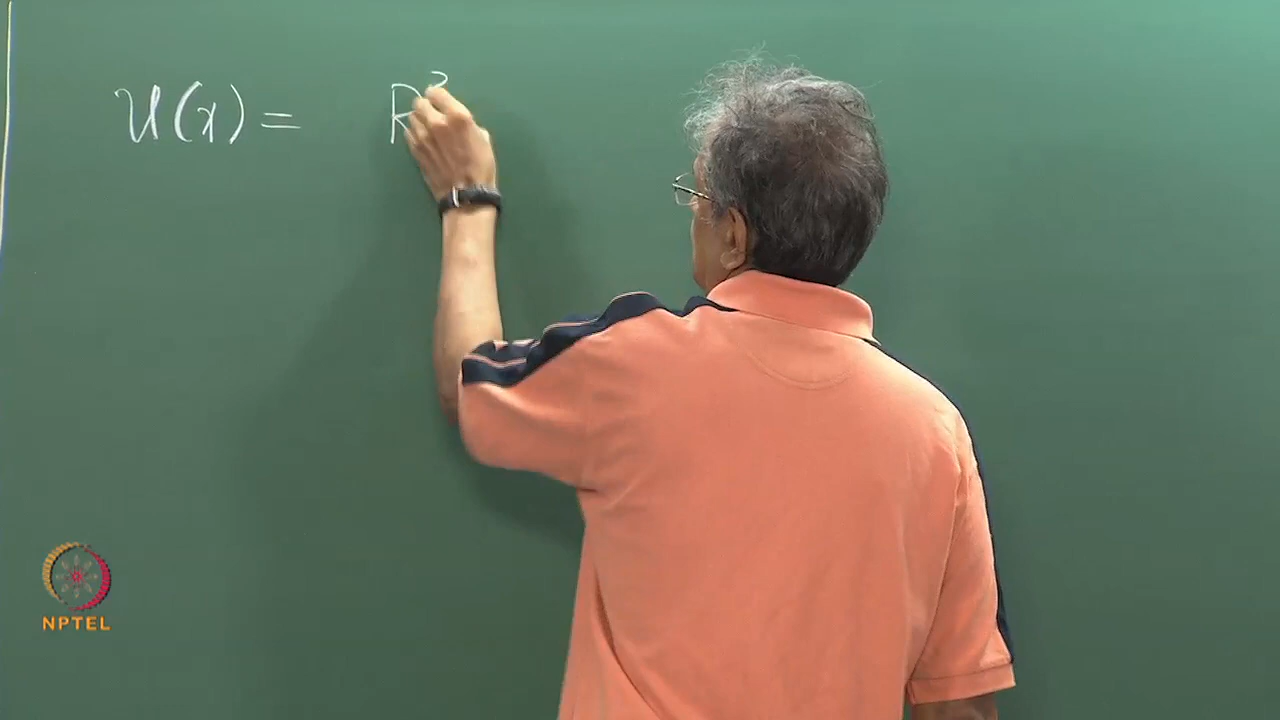 U(x) = R²
NPTEL